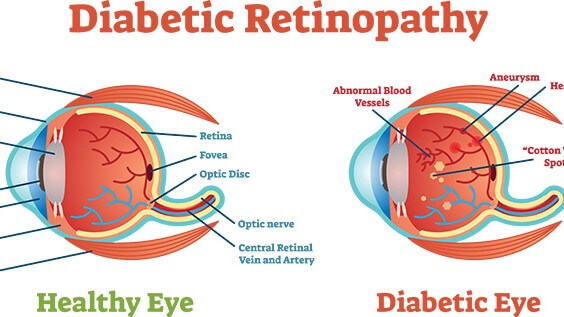 Diabetic Retinopathy
Retina
Fovea
Optic Disc
Optic nerve
Central Retinal
Vein and Artery
Healthy Eye
Abnormal Blood
Vessels
Aneurysm
He
“Cotton
Spot
Diabetic Eye